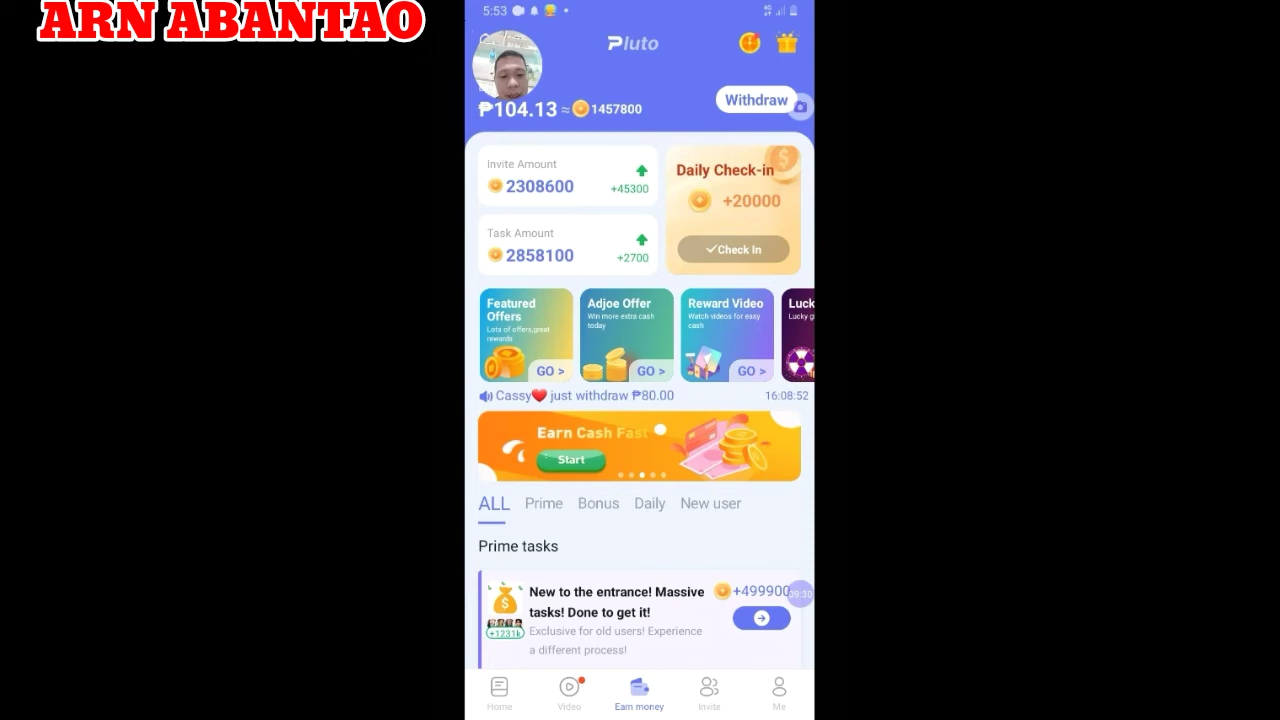 ARN ABANTAO
5:53
Pluto
₱104.13 ≈ 1457800
Withdraw
Invite Amount
2308600
+45300
Daily Check-in
+20000
Check In
Task Amount
2858100
+2700
Featured
Offers
Lots of offers,great
rewards
GO >
Adjoe Offer
Win more extra cash
today
GO >
Reward Video
Watch videos for easy
cash
GO >
Luck
Lucky g
Cassy❤️ just withdraw ₱80.00
16:08:52
Earn Cash Fast
Start
ALL Prime Bonus Daily New user
Prime tasks
New to the entrance! Massive
tasks! Done to get it!
+499900
09:30
Exclusive for old users! Experience
a different process!
+1231k
Home Video Earn money Invite Me